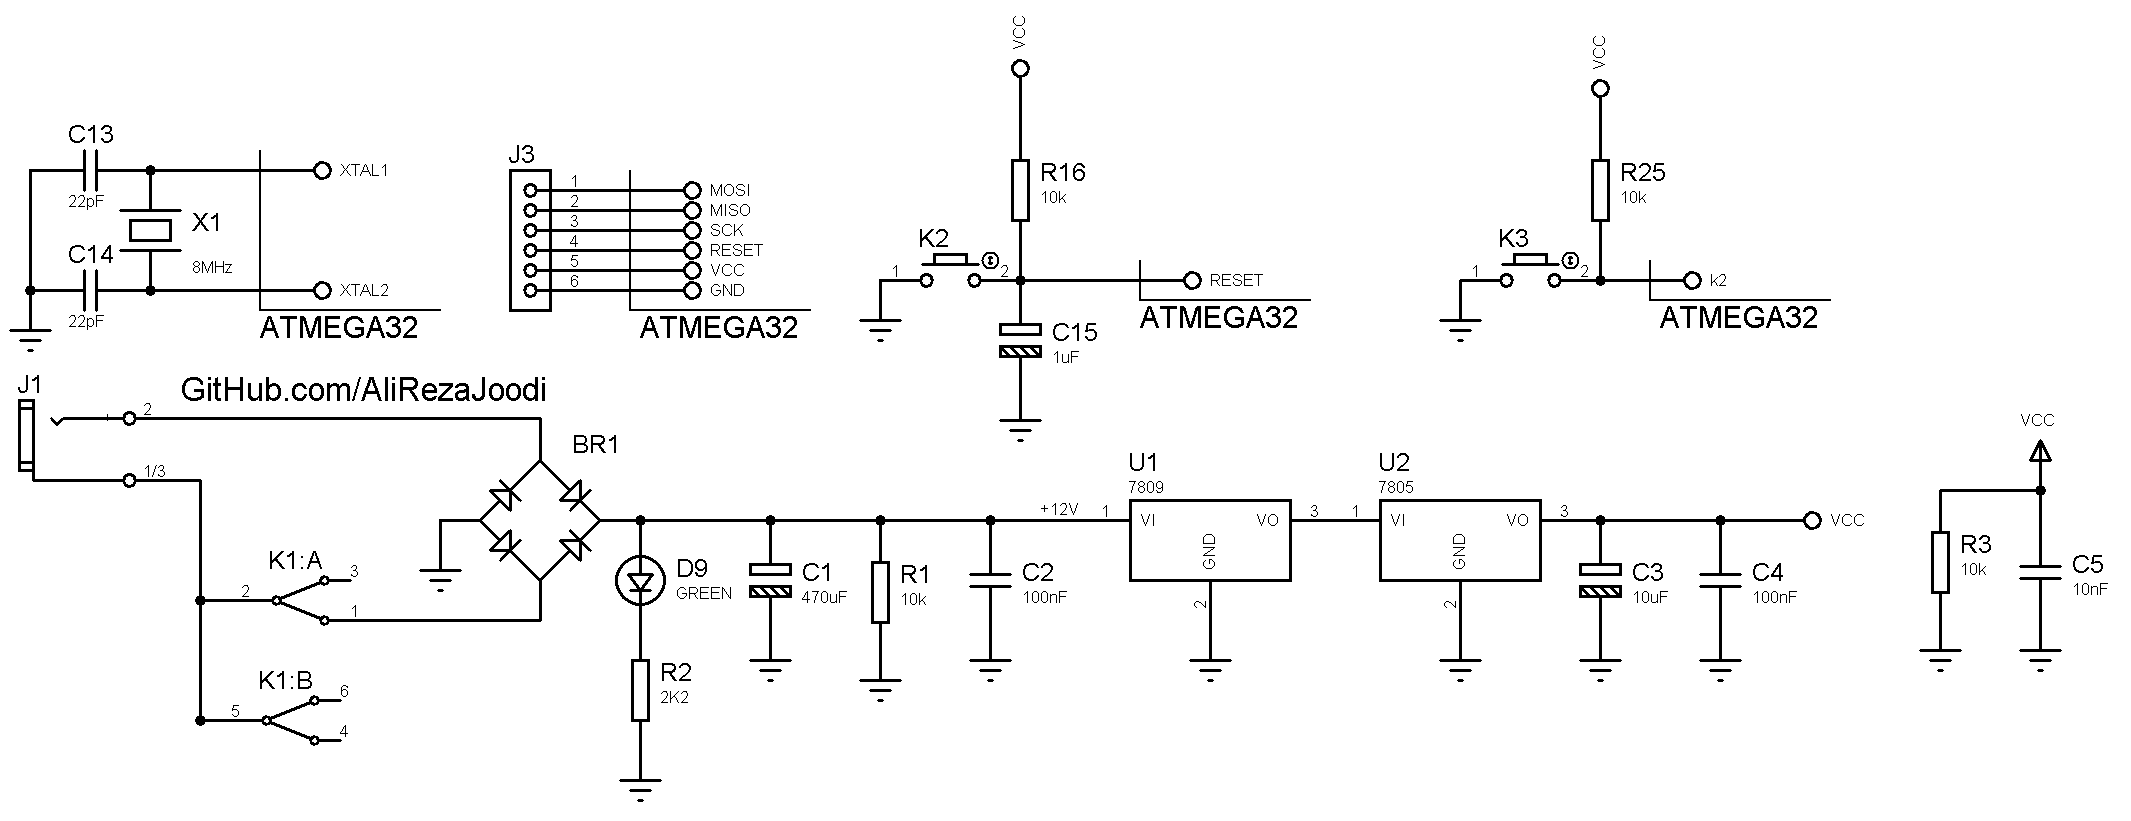 C13
22pF
C14
22pF
X1
8MHz
XTAL1
XTAL2
ATMEGA32
J3
1
2
3
4
5
6
MOSI
MISO
SCK
RESET
VCC
GND
ATMEGA32
VCC
R16
10k
K2
1
2
RESET
C15
1uF
ATMEGA32
VCC
R25
10k
K3
1
2
k2
ATMEGA32
GitHub.com/AliRezaJoodi
J1
2
1/3
K1:A
2
3
1
K1:B
5
6
4
BR1
D9
GREEN
R2
2K2
C1
470uF
R1
10k
C2
100nF
+12V
U1
7809
1
VI
VO
3
GND
2
U2
7805
1
VI
VO
3
GND
2
C3
10uF
C4
100nF
VCC
VCC
R3
10k
C5
10nF